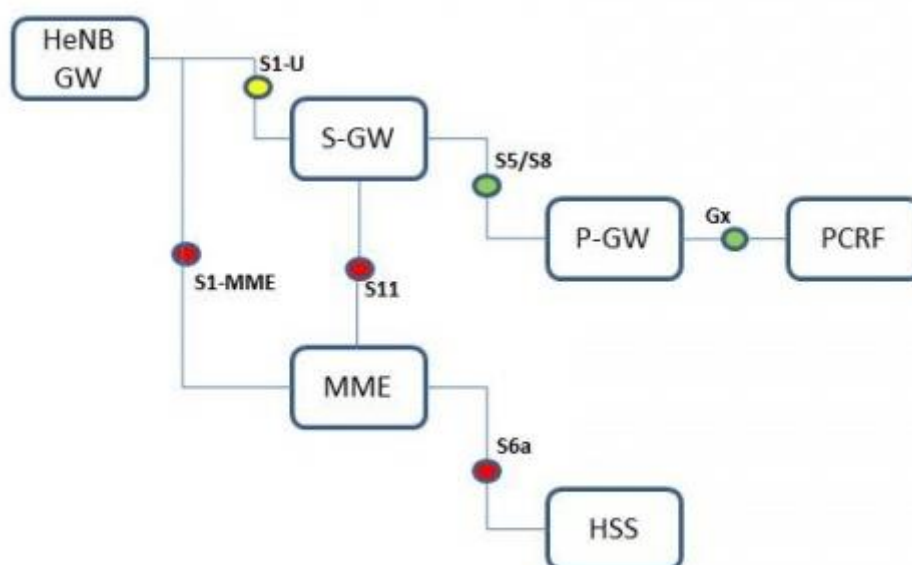 HeNB
GW
S1-U
S-GW
S5/S8
P-GW
Gx
PCRF
S1-MME
S11
MME
S6a
HSS